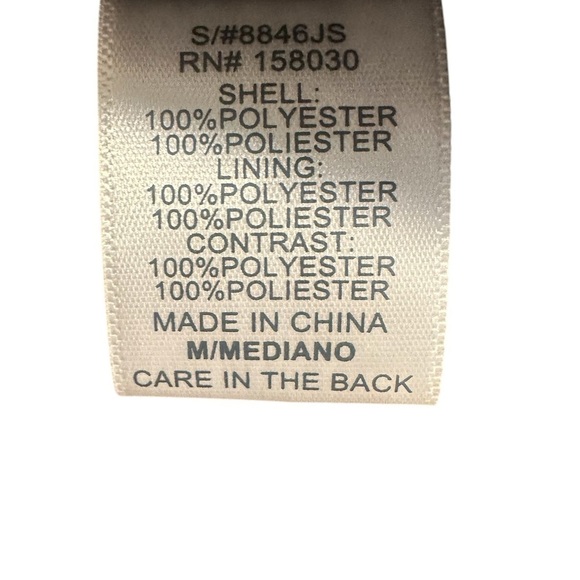 S/#8846JS
RN# 158030
SHELL:
100%POLYESTER
100%POLIESTER
LINING:
100%POLYESTER
100%POLIESTER
CONTRAST:
100%POLYESTER
100%POLIESTER
MADE IN CHINA
M/MEDIANO
CARE IN THE BACK